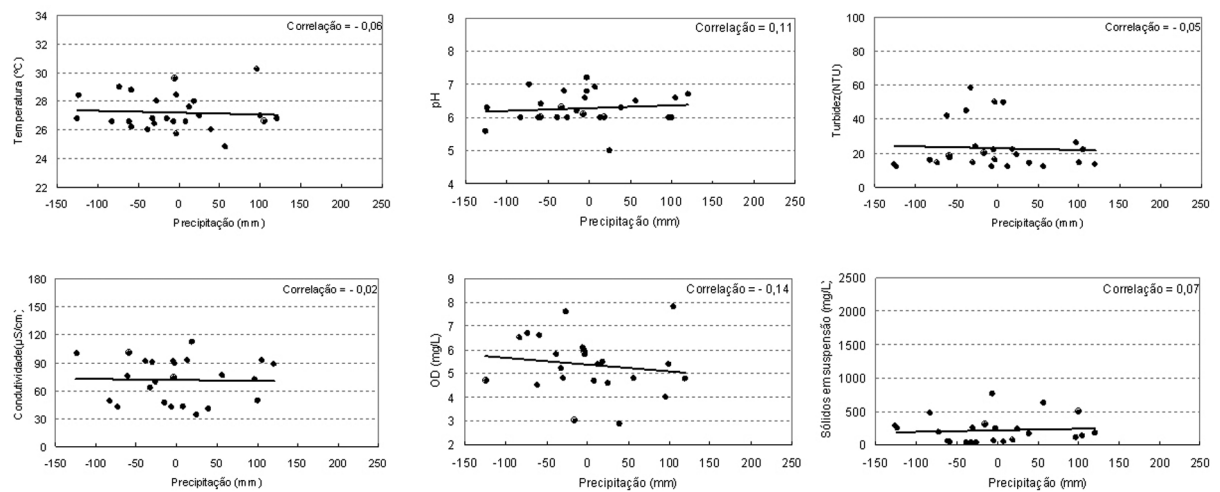 Correlação = - 0,06
Temperatura (ºC)
34
32
30
28
26
24
22
-150 -100 -50 0 50 100 150 200 250
Precipitação (mm)
Correlação = 0,11
pH
9
8
7
6
5
4
-150 -100 -50 0 50 100 150 200 250
Precipitação (mm)
Correlação = - 0,05
Turbidez(NTU)
100
80
60
40
20
0
-150 -100 -50 0 50 100 150 200 250
Precipitação (mm)
Correlação = - 0,02
Condutividade(µS/cm)
180
150
120
90
60
30
0
-150 -100 -50 0 50 100 150 200 250
Precipitação (mm)
Correlação = - 0,14
OD (mg/L)
9
8
7
6
5
4
3
2
-150 -100 -50 0 50 100 150 200 250
Precipitação (mm)
Correlação = 0,07
Sólidos em suspensão (mg/L)
2500
2000
1500
1000
500
0
-150 -100 -50 0 50 100 150 200 250
Precipitação (mm)